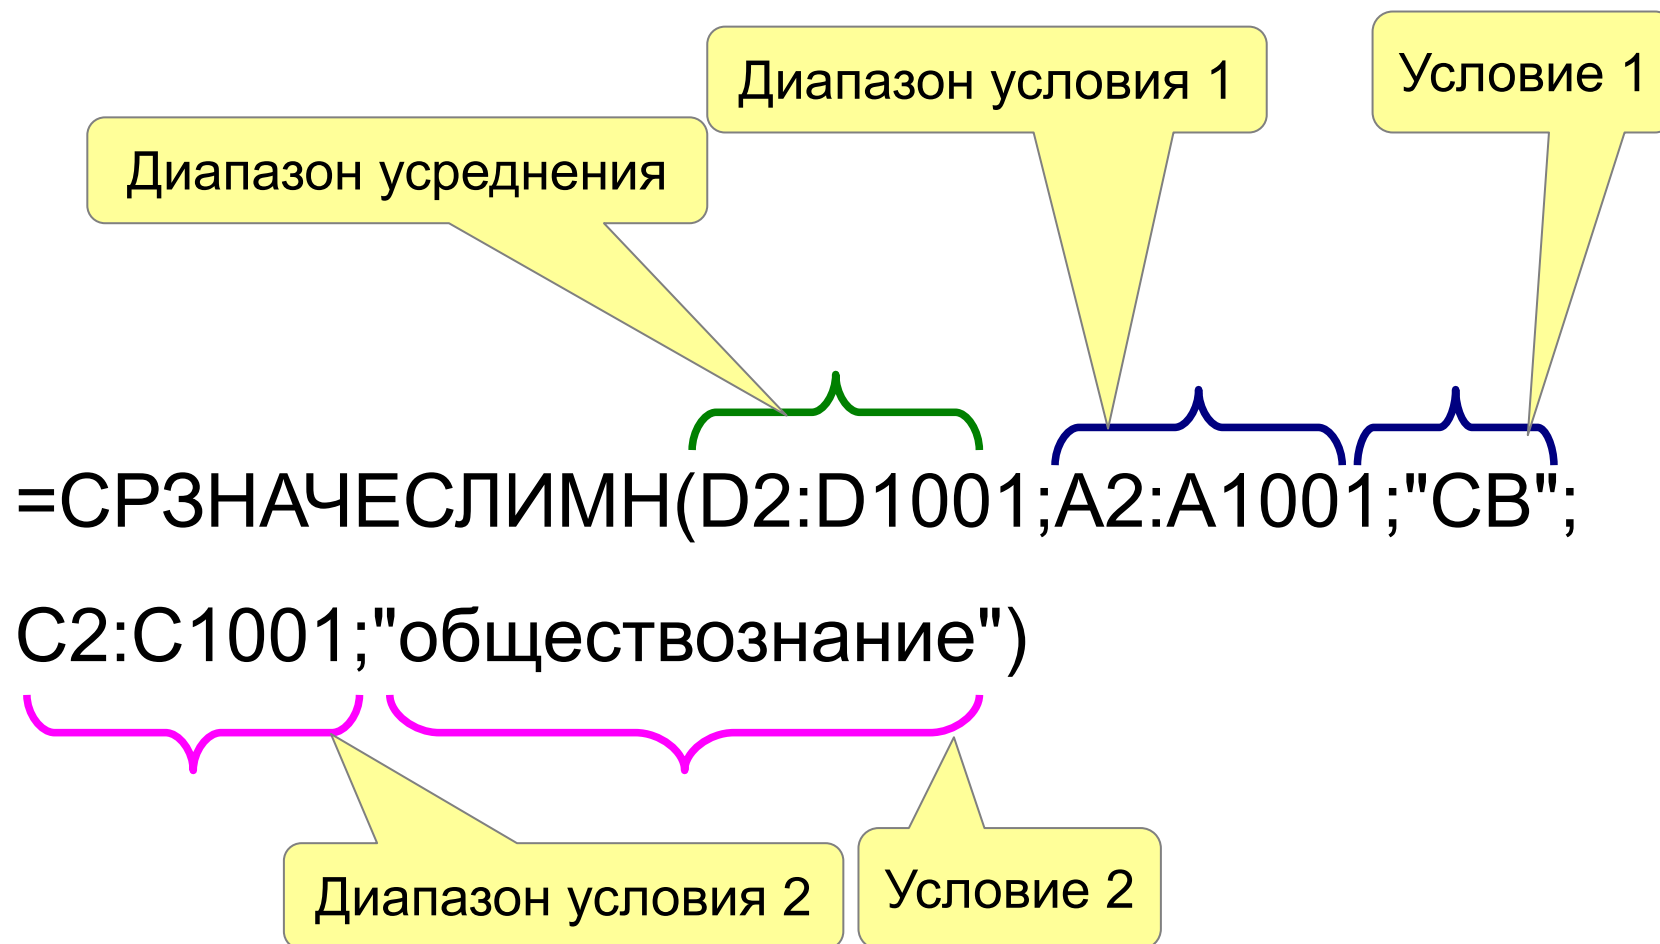 Диапазон условия 1
Условие 1
Диапазон усреднения
=СРЗНАЧЕСЛИМН(D2:D1001;A2:A1001;"СВ";
C2:C1001;"обществознание")
Диапазон условия 2
Условие 2